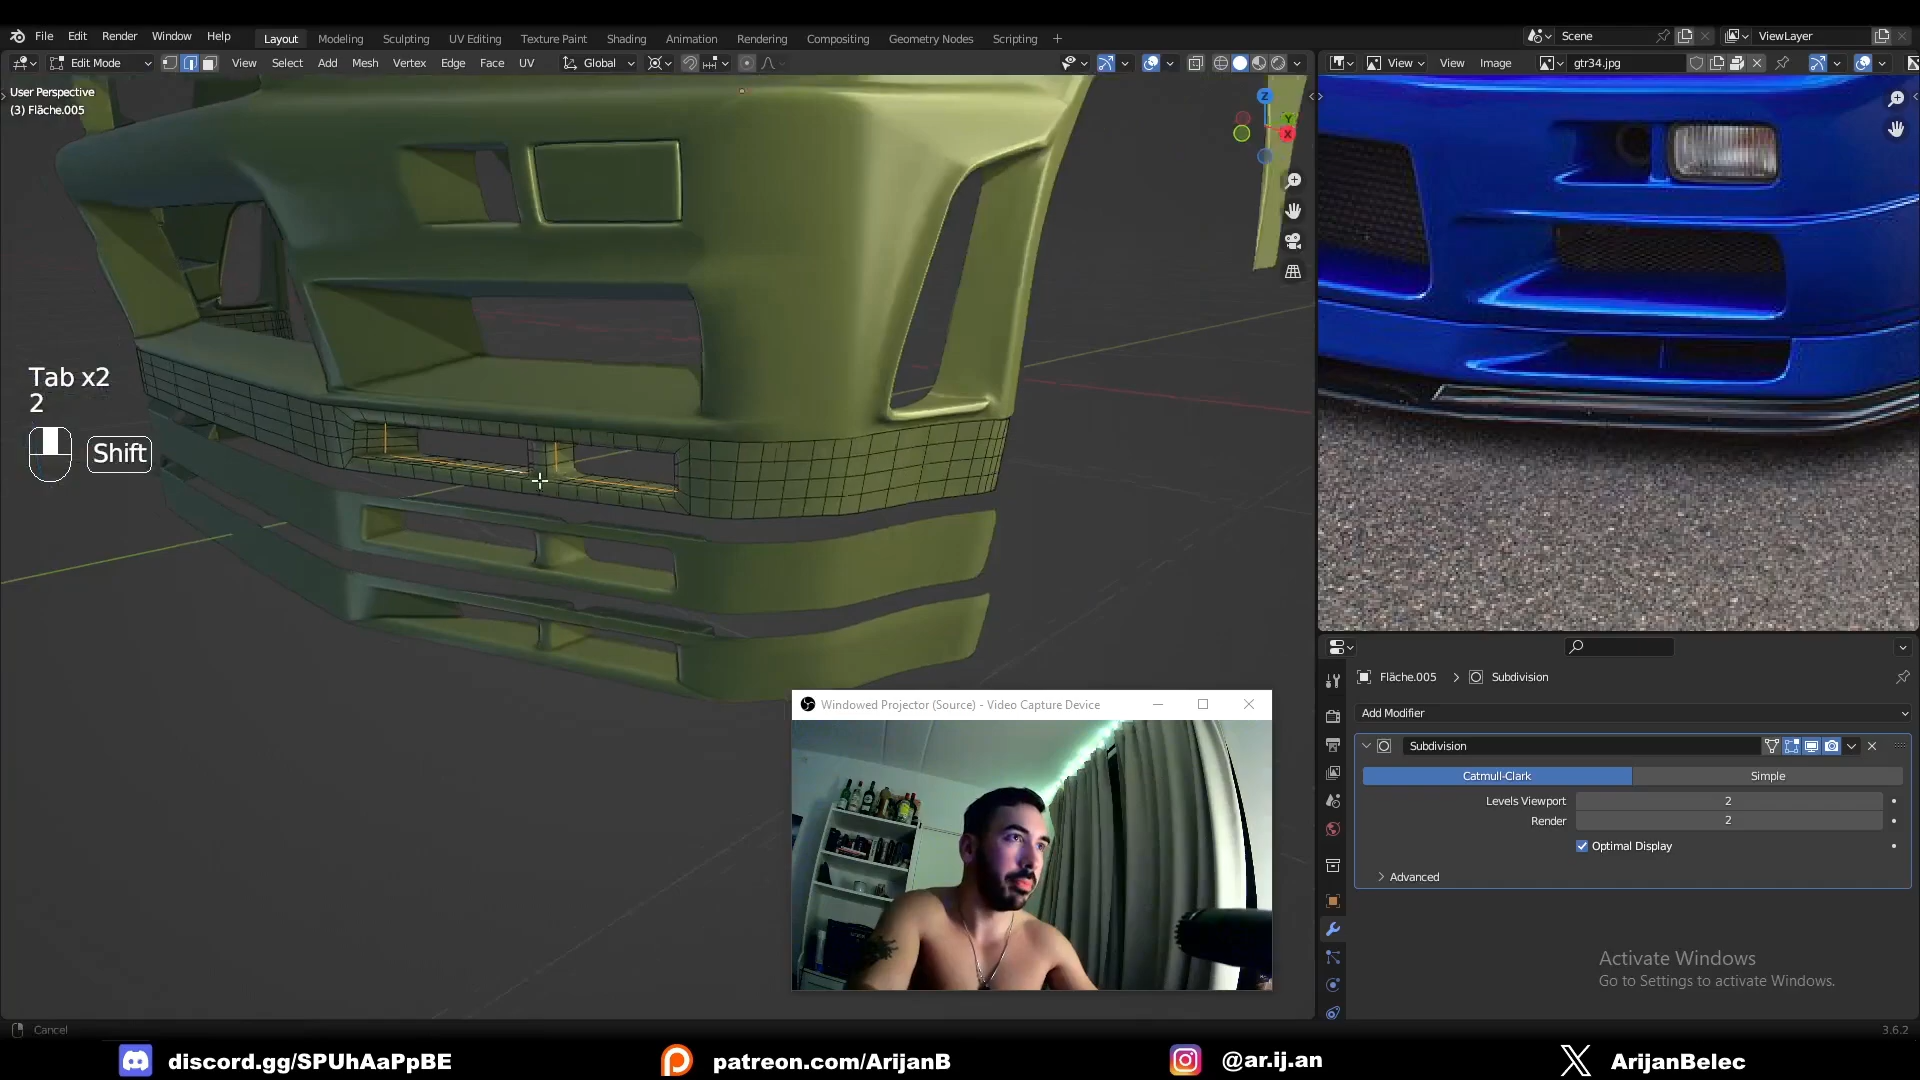 File Edit Render Window Help
Layout Modeling Sculpting UV Editing Texture Paint Shading Animation Rendering Compositing Geometry Nodes Scripting +
Scene
ViewLayer
Edit Mode
View Select Add Mesh Vertex Edge Face UV
Global
View
View Image
gtr34.jpg
User Perspective
(3) Fläche.005
Z
Y
X
Tab x2
2
Shift
Fläche.005 > Subdivision
Add Modifier
Subdivision
Catmull-Clark Simple
Levels Viewport 2
Render 2
Optimal Display
Advanced
Windowed Projector (Source) - Video Capture Device
Activate Windows
Go to Settings to activate Windows.
Cancel
3.6.2
discord.gg/SPUhAaPpBE
patreon.com/ArijanB
@ar.ij.an
ArijanBelec